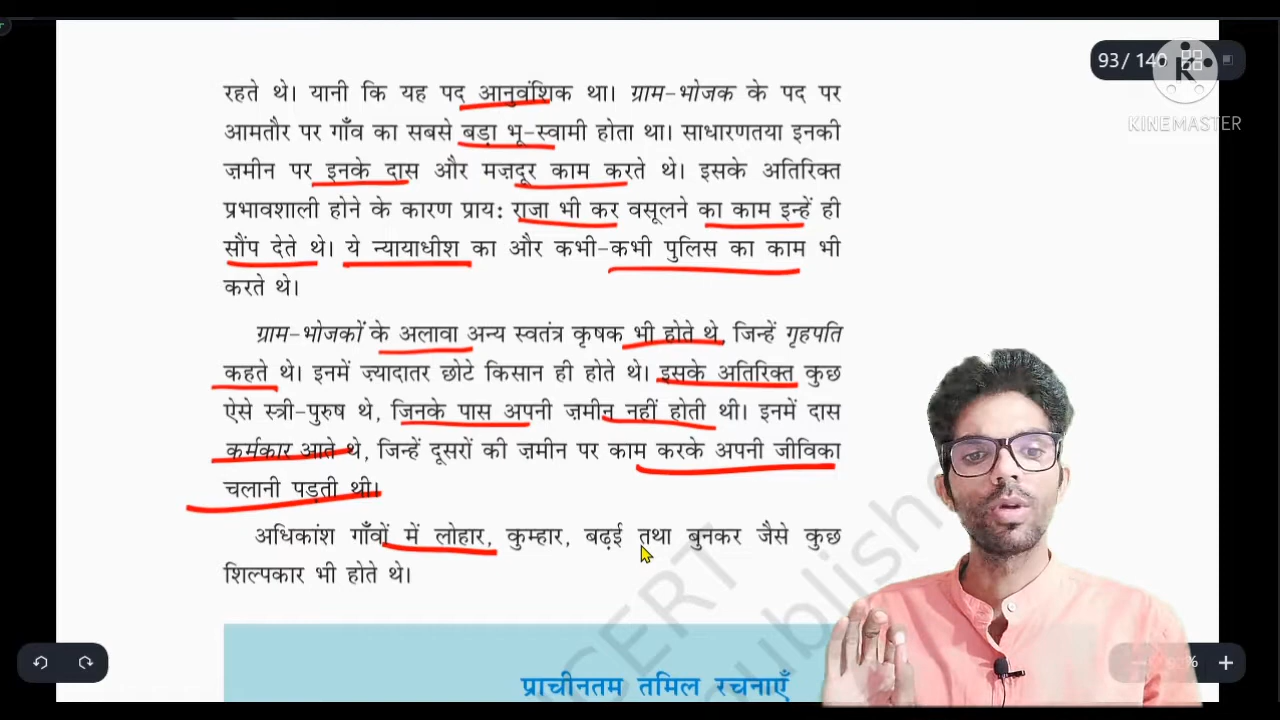 93 / 140
KINEMASTER
रहते थे। यानी कि यह पद आनुवंशिक था। ग्राम-भोजक के पद पर
आमतौर पर गाँव का सबसे बड़ा भू-स्वामी होता था। साधारणतया इनकी
ज़मीन पर इनके दास और मज़दूर काम करते थे। इसके अतिरिक्त
प्रभावशाली होने के कारण प्राय: राजा भी कर वसूलने का काम इन्हें ही
सौंप देते थे। ये न्यायाधीश का और कभी-कभी पुलिस का काम भी
करते थे।
ग्राम-भोजकों के अलावा अन्य स्वतंत्र कृषक भी होते थे, जिन्हें गृहपति
कहते थे। इनमें ज़्यादातर छोटे किसान ही होते थे। इसके अतिरिक्त कुछ
ऐसे स्त्री-पुरुष थे, जिनके पास अपनी ज़मीन नहीं होती थी। इनमें दास
कर्मकार आते थे, जिन्हें दूसरों की ज़मीन पर काम करके अपनी जीविका
चलानी पड़ती थी।
अधिकांश गाँवों में लोहार, कुम्हार, बढ़ई तथा बुनकर जैसे कुछ
शिल्पकार भी होते थे।
प्राचीनतम तमिल रचनाएँ